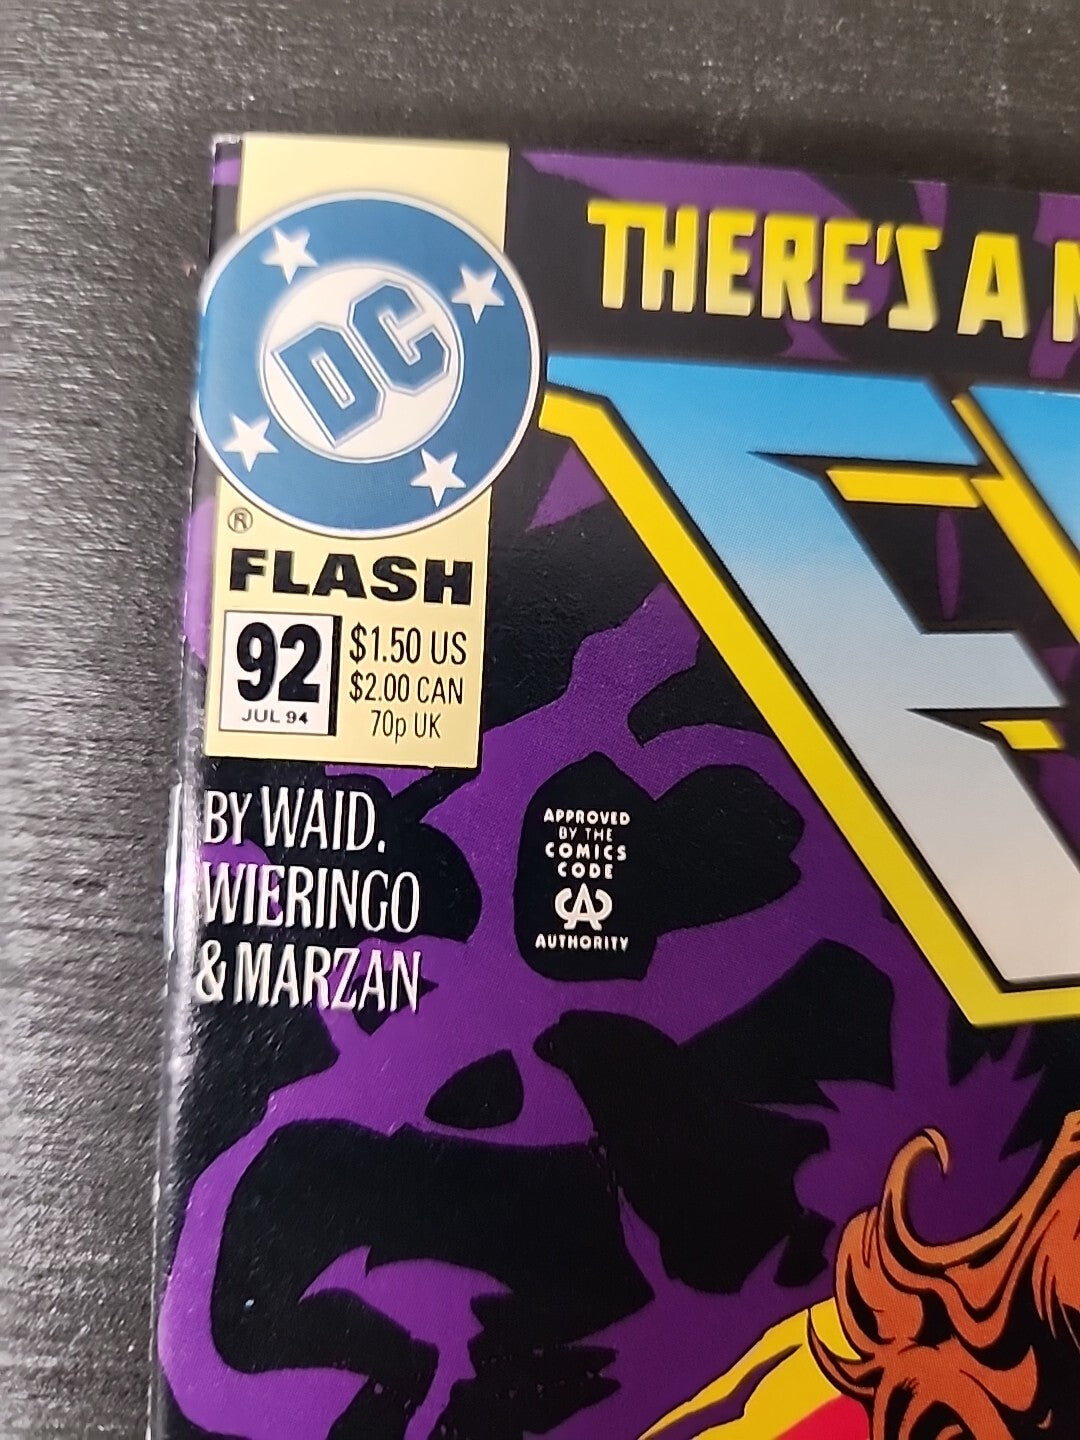 THERE'S A
DC
®
FLASH
92
JUL 94
$1.50 US
$2.00 CAN
70p UK
BY WAID,
WIERINGO
& MARZAN
APPROVED
BY THE
COMICS
CODE
CA
AUTHORITY
F